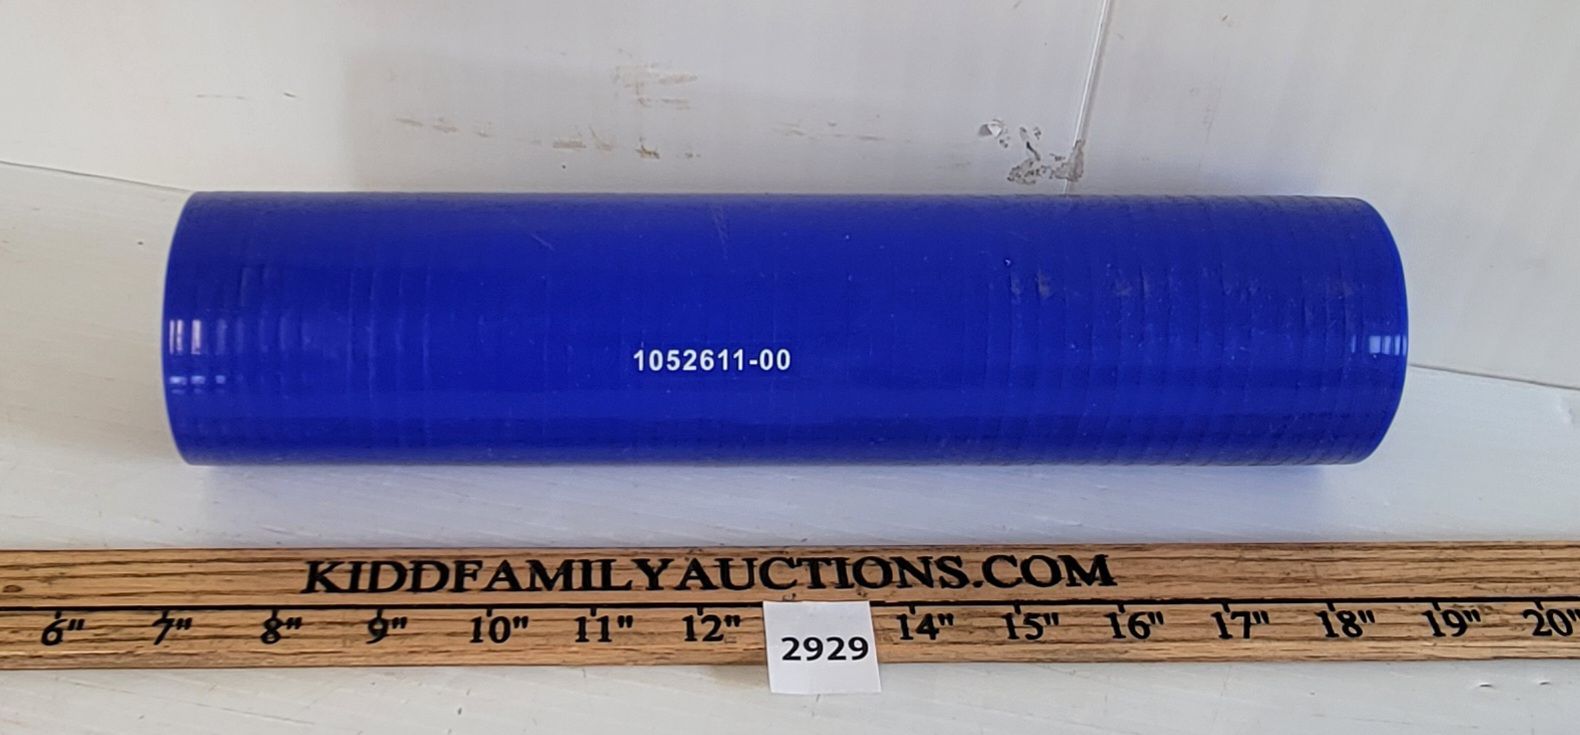 1052611-00
KIDDFAMILYAUCTIONS.COM
6" 7" 8" 9" 10" 11" 12" 14" 15" 16" 17" 18" 19" 20"
2929